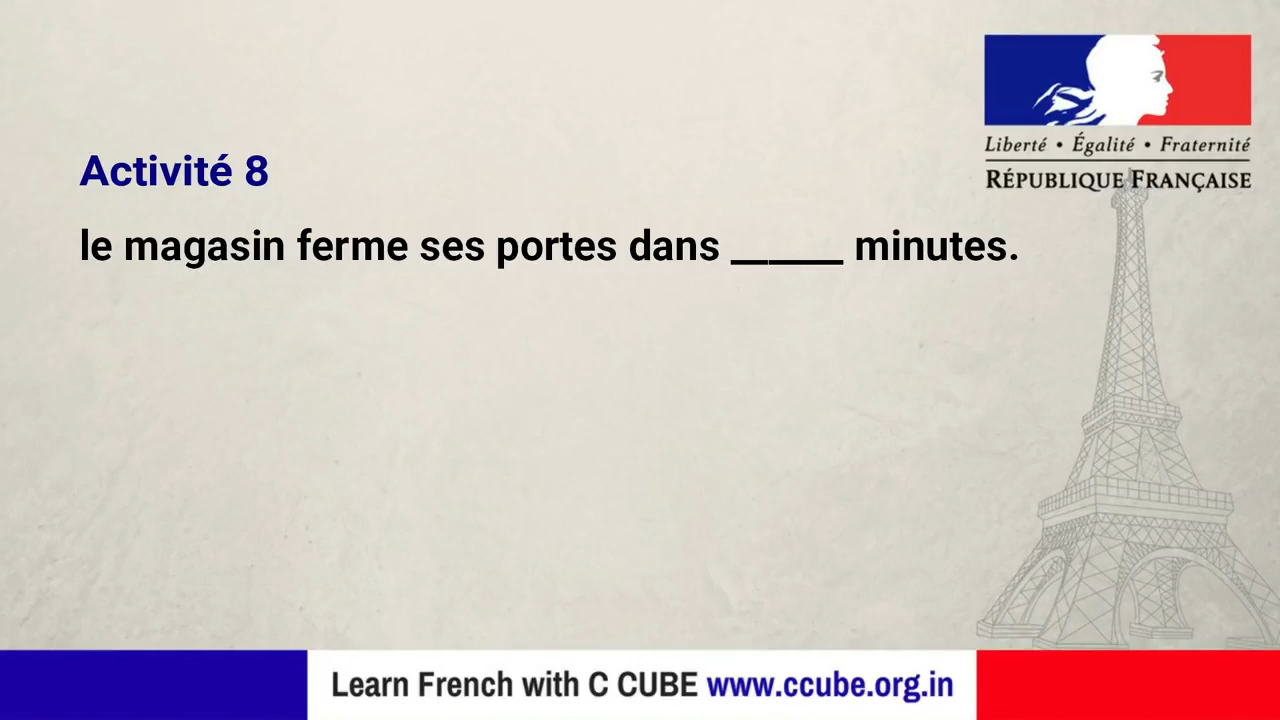 Liberté • Égalité • Fraternité
RÉPUBLIQUE FRANÇAISE
Activité 8
le magasin ferme ses portes dans ______ minutes.
Learn French with C CUBE www.ccube.org.in